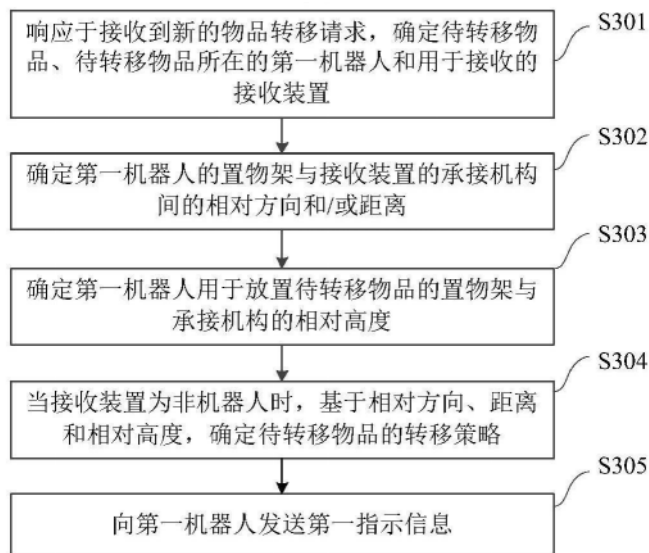 响应于接收到新的物品转移请求，确定待转移物
品、待转移物品所在的第一机器人和用于接收的
接收装置
S301
确定第一机器人的置物架与接收装置的承接机构
间的相对方向和/或距离
S302
确定第一机器人用于放置待转移物品的置物架与
承接机构的相对高度
S303
当接收装置为非机器人时，基于相对方向、距离
和相对高度，确定待转移物品的转移策略
S304
向第一机器人发送第一指示信息
S305